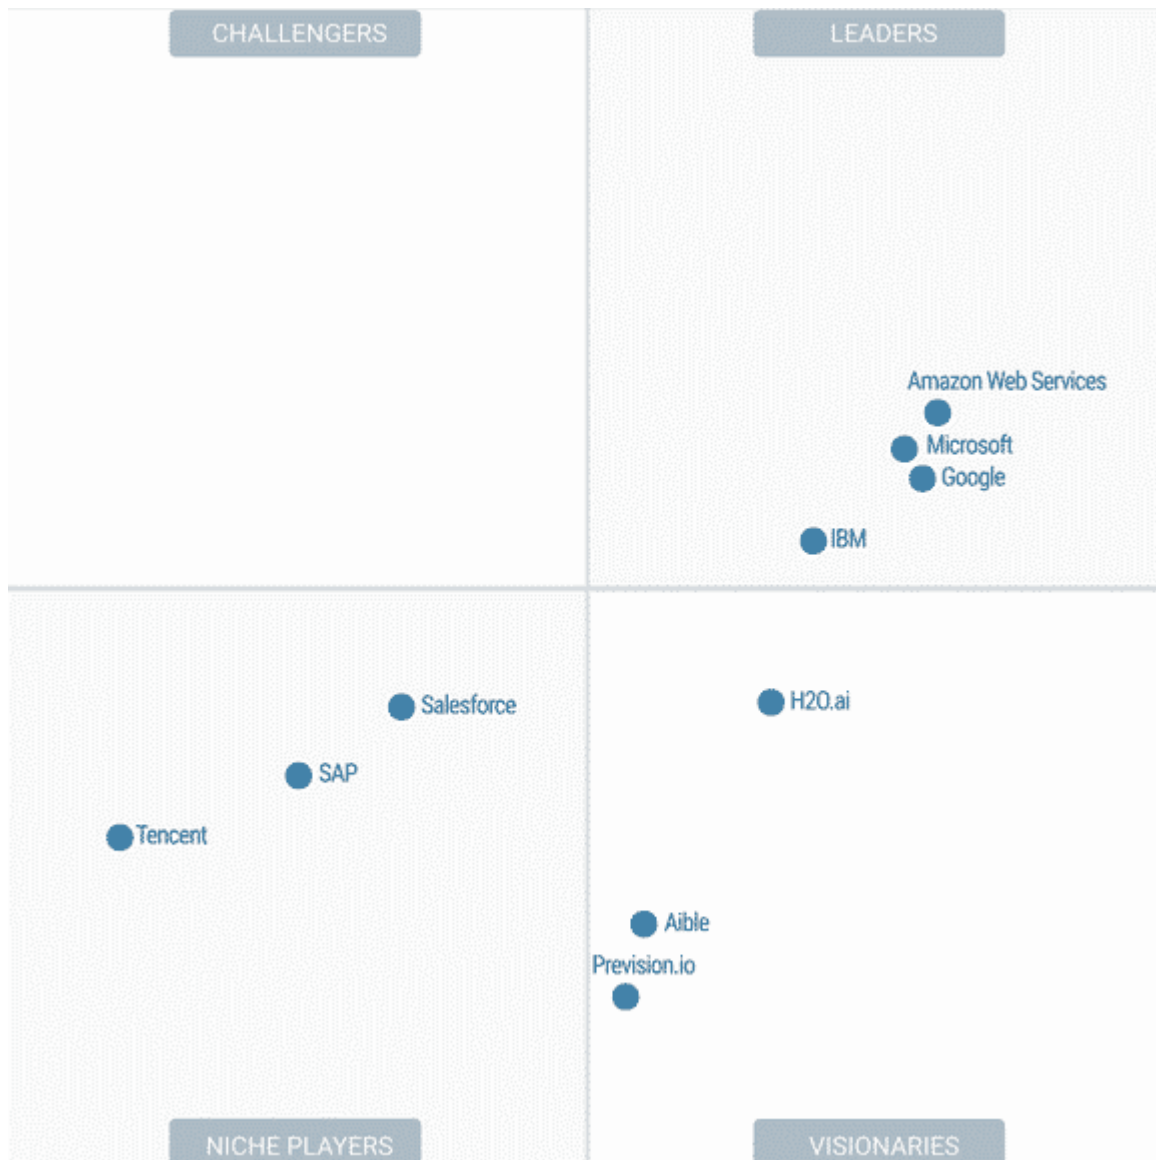 CHALLENGERS
LEADERS
Amazon Web Services
Microsoft
Google
IBM
Salesforce
H2O.ai
SAP
Tencent
Aible
Prevision.io
NICHE PLAYERS
VISIONARIES